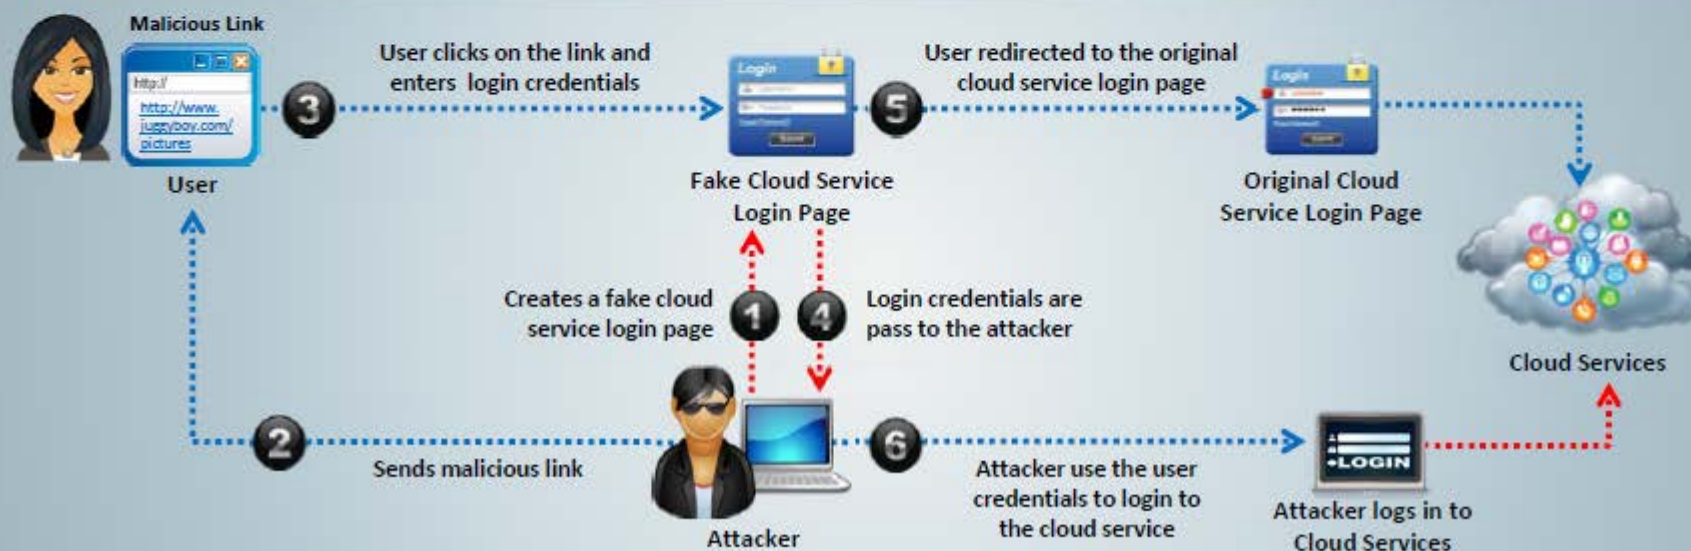 Malicious Link
http://
http://www.
juggyboy.com/
pictures
User
3
User clicks on the link and
enters login credentials
Login
Fake Cloud Service
Login Page
5
User redirected to the original
cloud service login page
Login
Original Cloud
Service Login Page
Cloud Services
Creates a fake cloud
service login page
1
4
Login credentials are
pass to the attacker
2
Sends malicious link
Attacker
6
Attacker use the user
credentials to login to
the cloud service
LOGIN
Attacker logs in to
Cloud Services